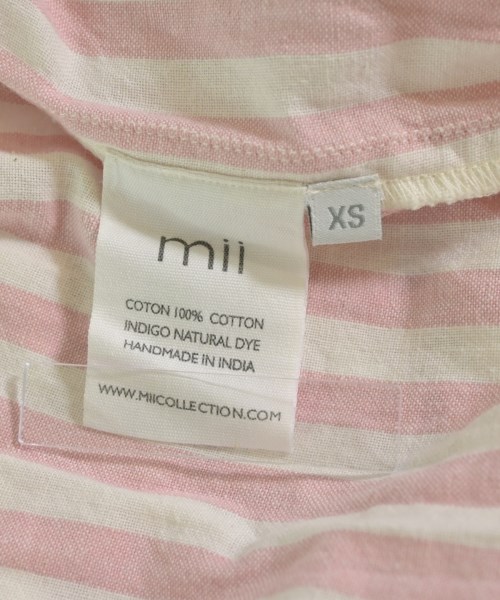 mii
XS
COTON 100% COTTON
INDIGO NATURAL DYE
HANDMADE IN INDIA
WWW.MIICOLLECTION.COM